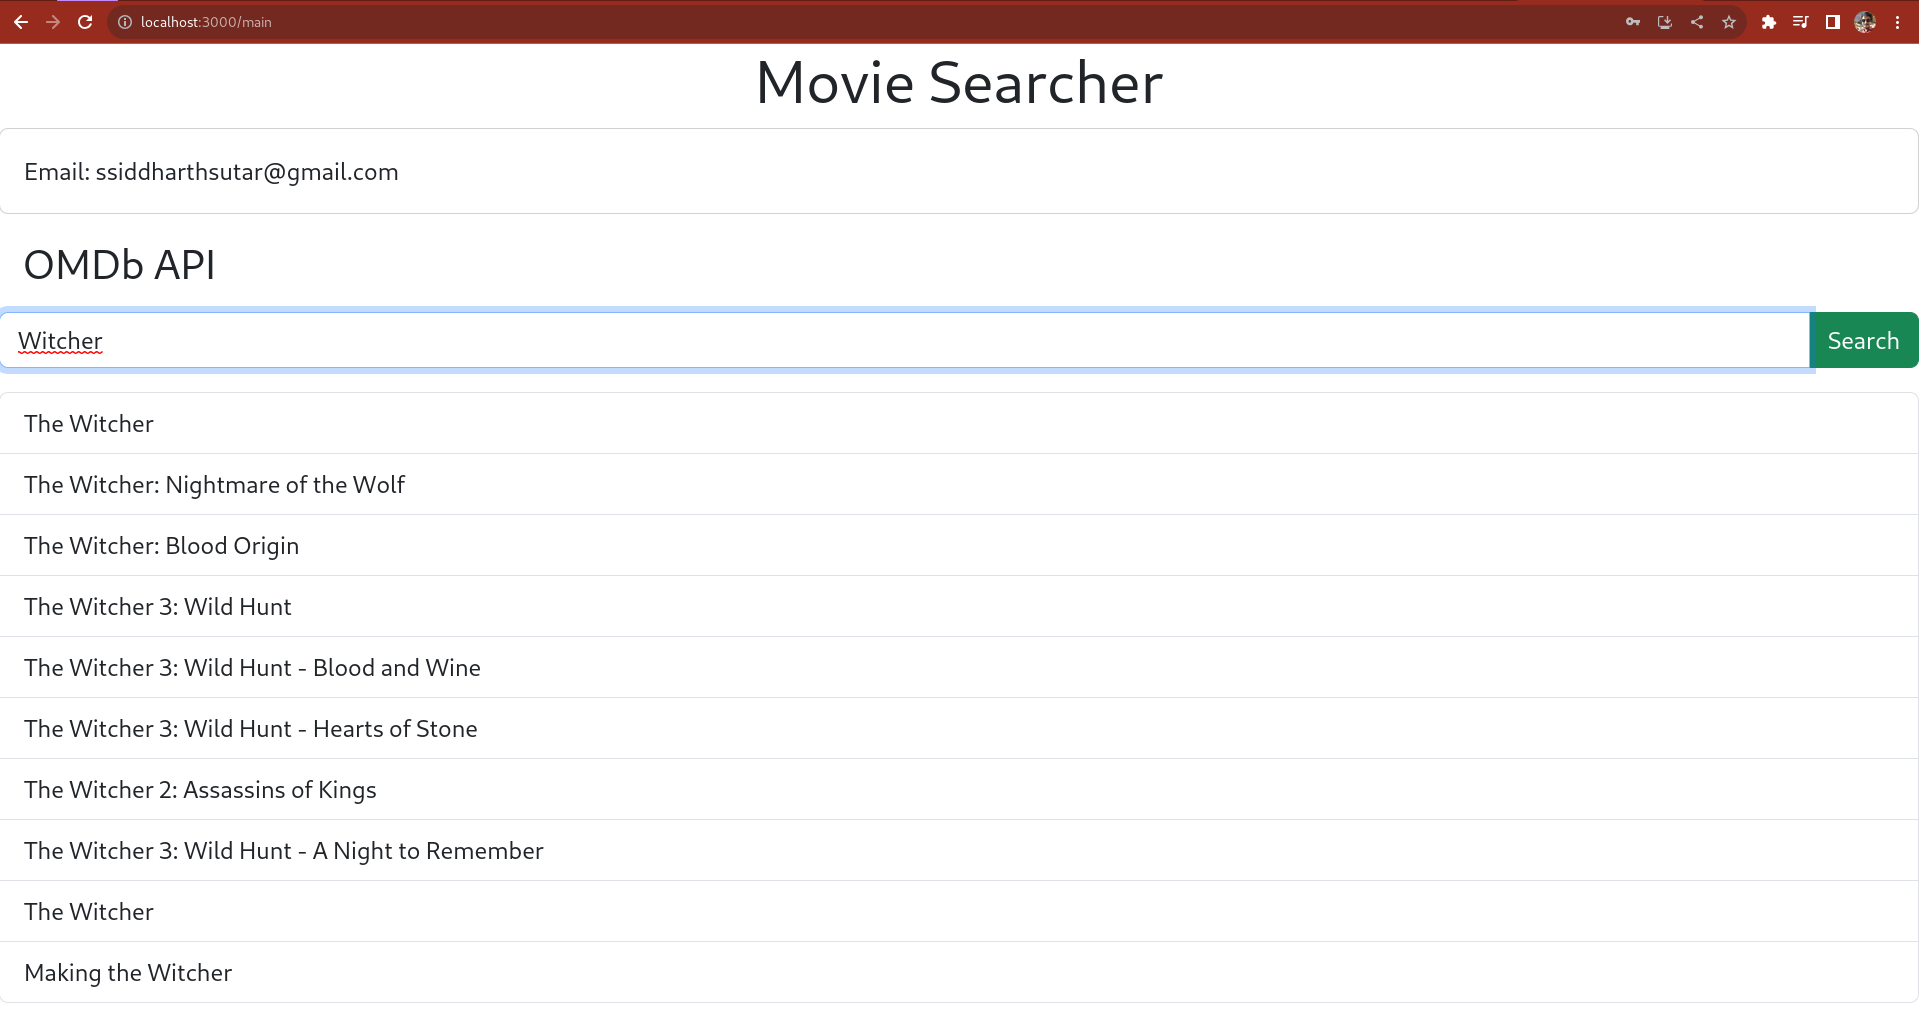 localhost:3000/main
Movie Searcher
Email: ssiddharthsutar@gmail.com
OMDb API
Witcher
Search
The Witcher
The Witcher: Nightmare of the Wolf
The Witcher: Blood Origin
The Witcher 3: Wild Hunt
The Witcher 3: Wild Hunt - Blood and Wine
The Witcher 3: Wild Hunt - Hearts of Stone
The Witcher 2: Assassins of Kings
The Witcher 3: Wild Hunt - A Night to Remember
The Witcher
Making the Witcher